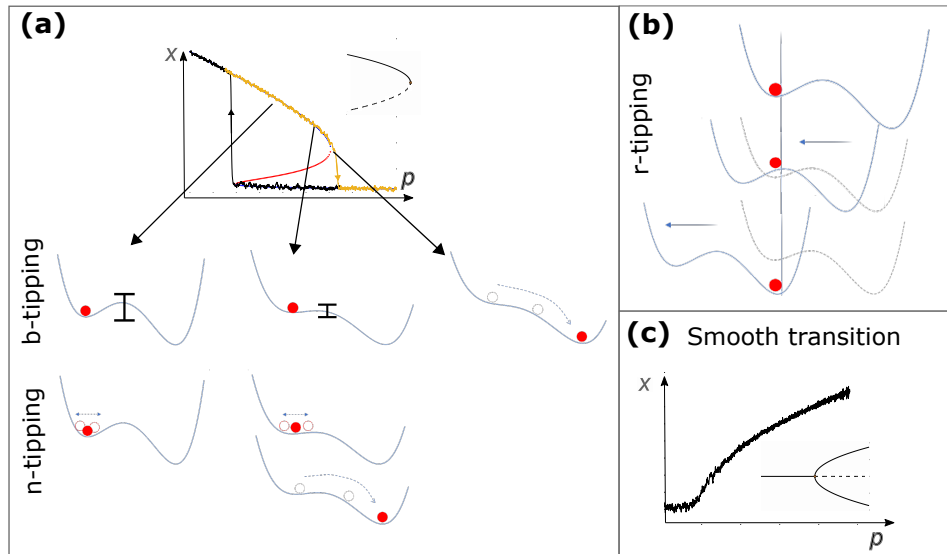 (a)
x
p
b-tipping
n-tipping
(b)
r-tipping
(c) Smooth transition
x
p